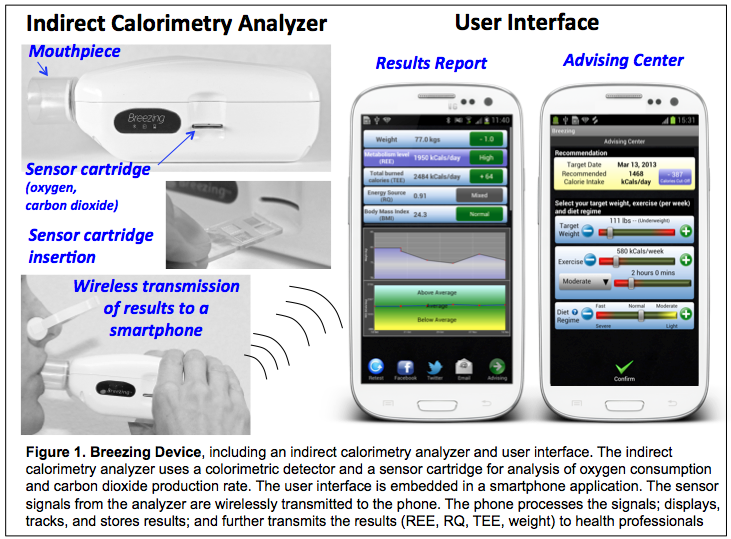 Indirect Calorimetry Analyzer
Mouthpiece
Breezing
Sensor cartridge
(oxygen,
carbon dioxide)
Sensor cartridge
insertion
Wireless transmission
of results to a
smartphone
Breezing
User Interface
Results Report
Advising Center
11:40
Weight 77.0 kgs - 1.0
Metabolism level
(REE) 1950 kCals/day High
Total burned
calories (TEE) 2484 kCals/day + 64
Energy Source
(RQ) 0.91 Mixed
Body Mass Index
(BMI) 24.3 Normal
Above Average
Average
Below Average
Retest Facebook Twitter Email Advising
15:31
Breezing
Advising Center
Recommendation
Target Date Mar 13, 2013
Recommended
Calorie Intake 1468
kCals/day - 387
Calories Cut Off
Select your target weight, exercise (per week)
and diet regime
111 lbs -- (Underweight)
Target
Weight
580 kCals/week
Exercise
2 hours 0 mins
Moderate
Fast Normal Moderate
Diet
Regime
Severe Light
Confirm
Figure 1. Breezing Device, including an indirect calorimetry analyzer and user interface. The indirect
calorimetry analyzer uses a colorimetric detector and a sensor cartridge for analysis of oxygen consumption
and carbon dioxide production rate. The user interface is embedded in a smartphone application. The sensor
signals from the analyzer are wirelessly transmitted to the phone. The phone processes the signals; displays,
tracks, and stores results; and further transmits the results (REE, RQ, TEE, weight) to health professionals